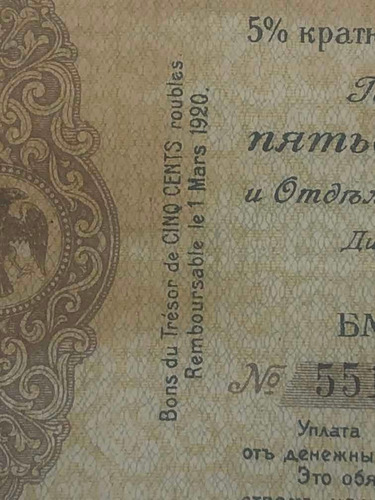 Bons du Trésor de CINQ CENTS roubles
Remboursable le 1 Mars 1920.
5% кратк
пять
и Отдѣл
Ди
БМ
№ 551
Уплата
отъ денежны
Это обя